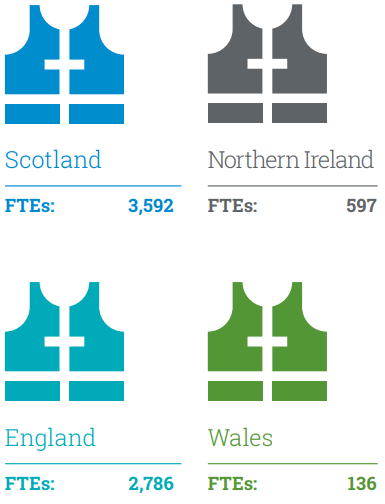 Scotland
FTEs: 3,592
Northern Ireland
FTEs: 597
England
FTEs: 2,786
Wales
FTEs: 136